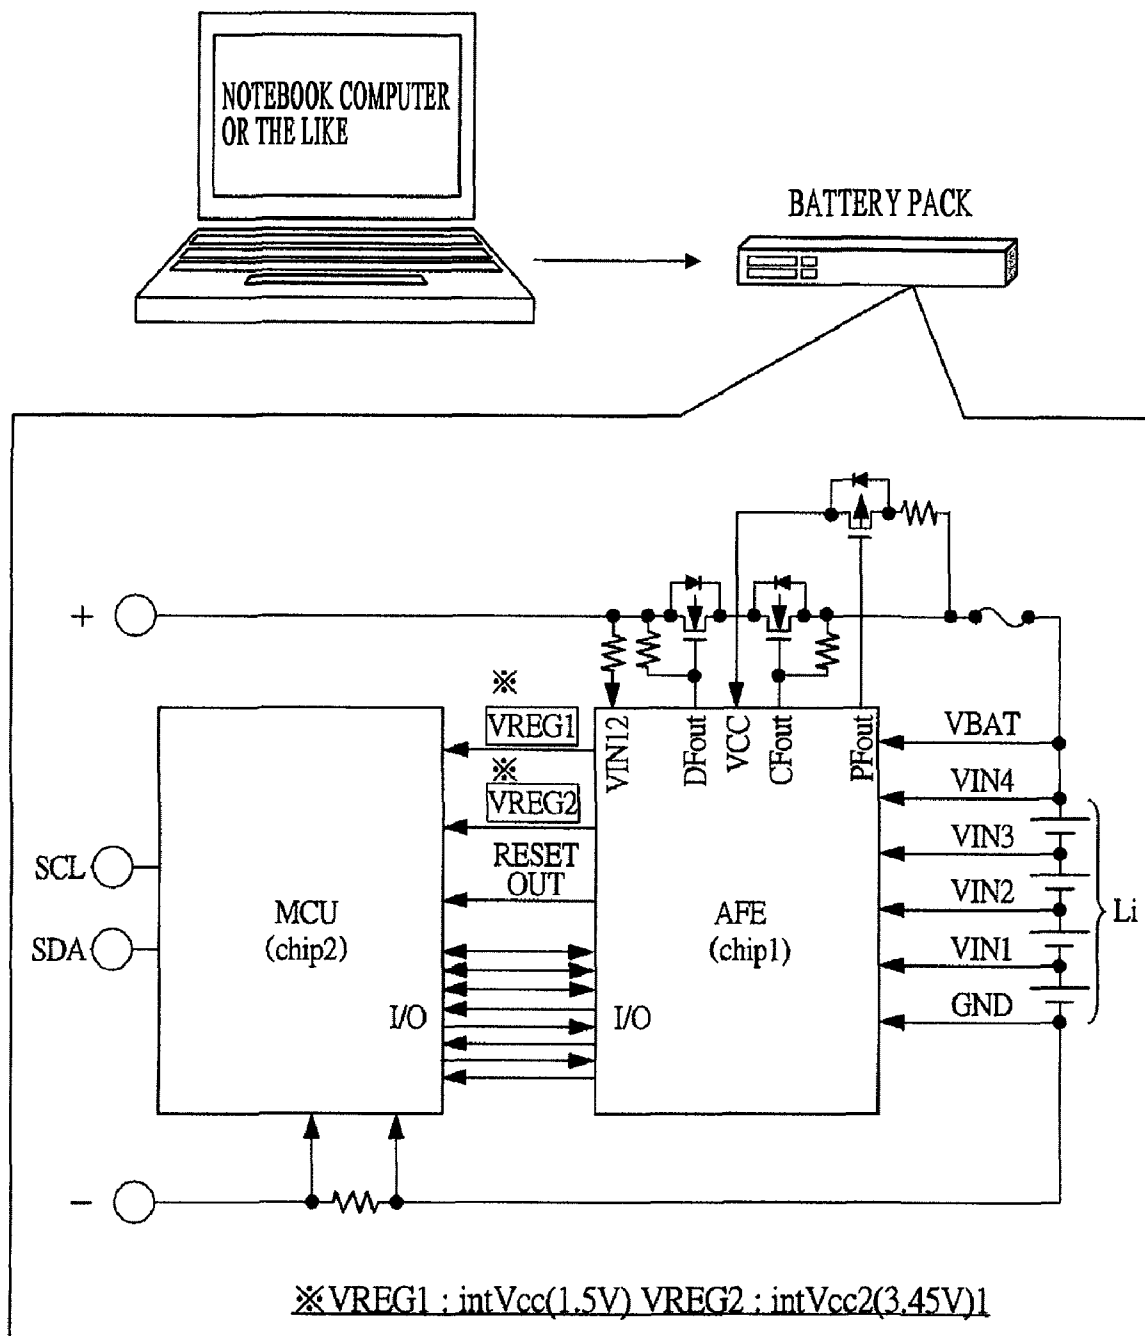 NOTEBOOK COMPUTER
OR THE LIKE
BATTERY PACK
+
※
VREG1
※
VREG2
RESET
OUT
VIN12
DFout
VCC
CFout
PFout
VBAT
VIN4
VIN3
VIN2
VIN1
GND
Li
SCL
SDA
MCU
(chip2)
I/O
AFE
(chip1)
I/O
−
※VREG1 ; intVcc(1.5V) VREG2 ; intVcc2(3.45V)1